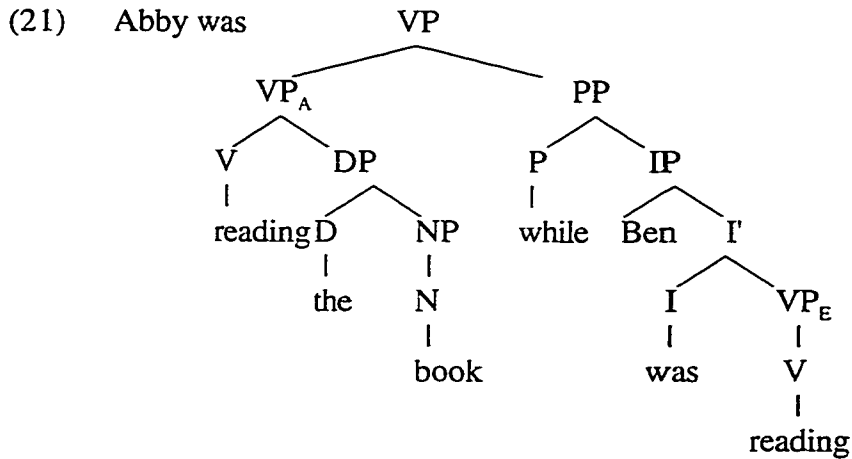 (21) Abby was VP
VP_A PP
V DP P IP
reading D NP while Ben I'
the N I VP_E
book was V
reading